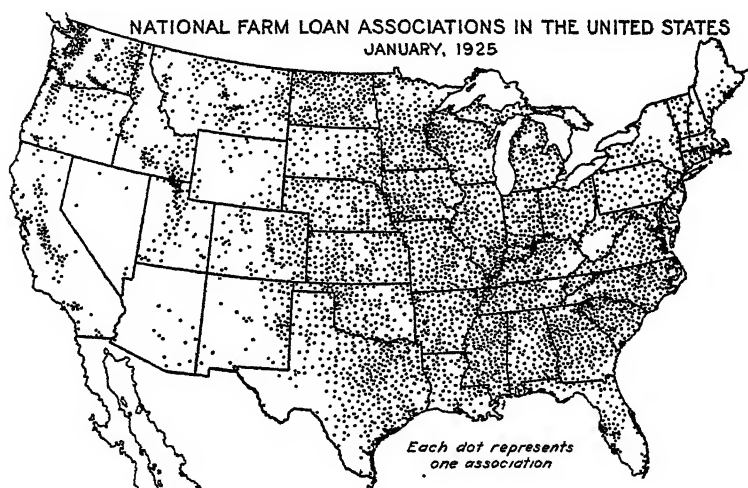 NATIONAL FARM LOAN ASSOCIATIONS IN THE UNITED STATES
JANUARY, 1925
Each dot represents
one association